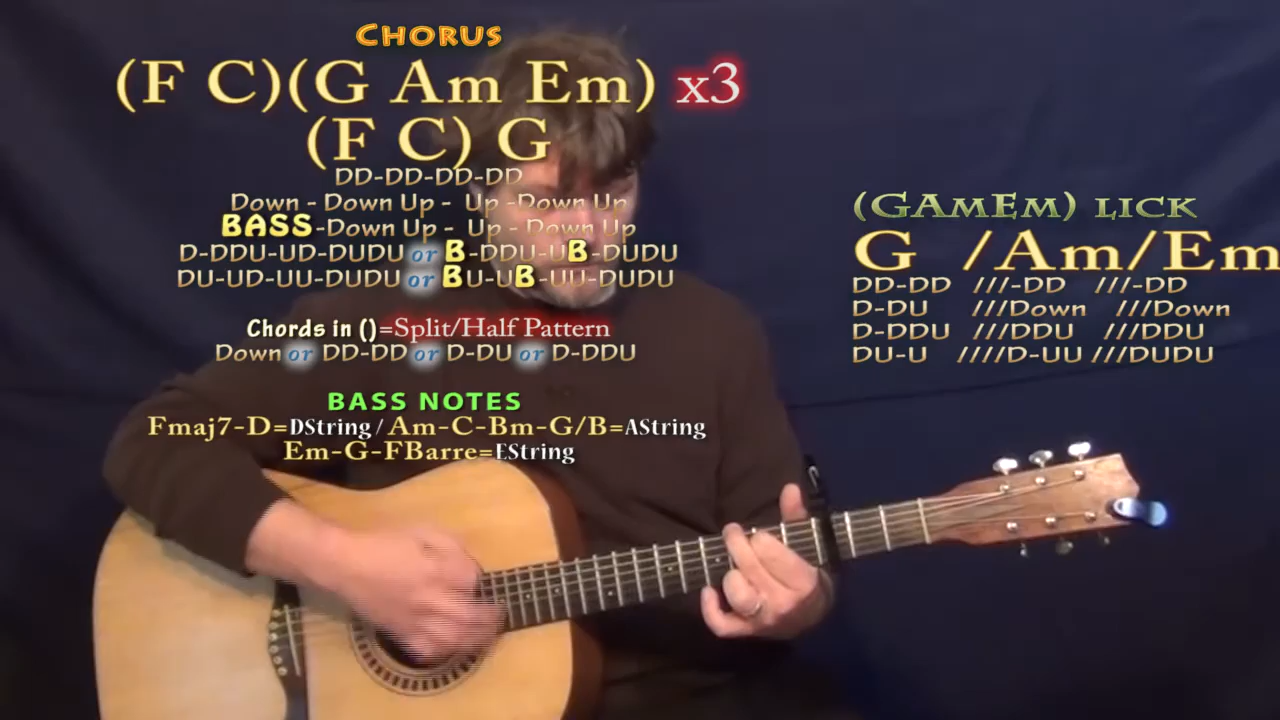 CHORUS
(F C)(G Am Em) x3
(F C) G
DD-DD-DD-DD
Down - Down Up - Up -Down Up
BASS-Down Up - Up - Down Up
D-DDU-UD-DUDU or B-DDU-UB-DUDU
DU-UD-UU-DUDU or BU-UB-UU-DUDU
Chords in ()=Split/Half Pattern
Down or DD-DD or D-DU or D-DDU
BASS NOTES
Fmaj7-D=DString / Am-C-Bm-G/B=AString
Em-G-FBarre=EString
(GAmEm) LICK
G /Am/Em
DD-DD ///-DD ///-DD
D-DU ///Down ///Down
D-DDU ///DDU ///DDU
DU-U ////D-UU ///DUDU